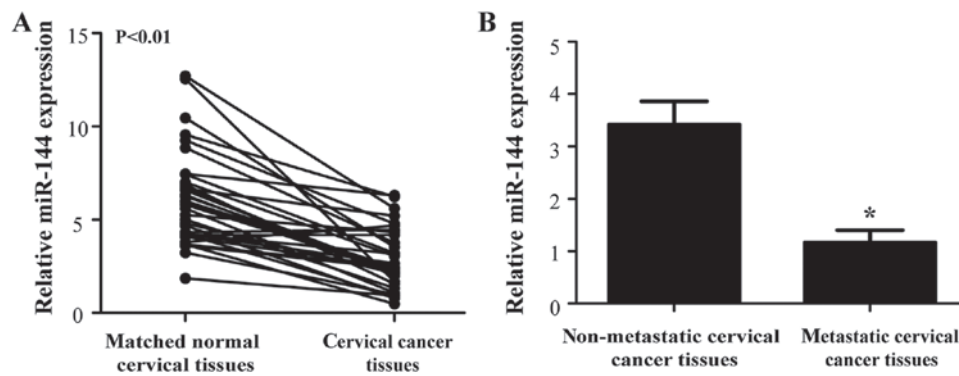 A
P<0.01
Relative miR-144 expression
15
10
5
0
Matched normal
cervical tissues
Cervical cancer
tissues
B
Relative miR-144 expression
5
4
3
2
1
0
*
Non-metastatic cervical
cancer tissues
Metastatic cervical
cancer tissues